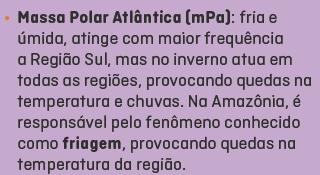 • Massa Polar Atlântica (mPa): fria e
úmida, atinge com maior frequência
a Região Sul, mas no inverno atua em
todas as regiões, provocando quedas na
temperatura e chuvas. Na Amazônia, é
responsável pelo fenômeno conhecido
como friagem, provocando quedas na
temperatura da região.